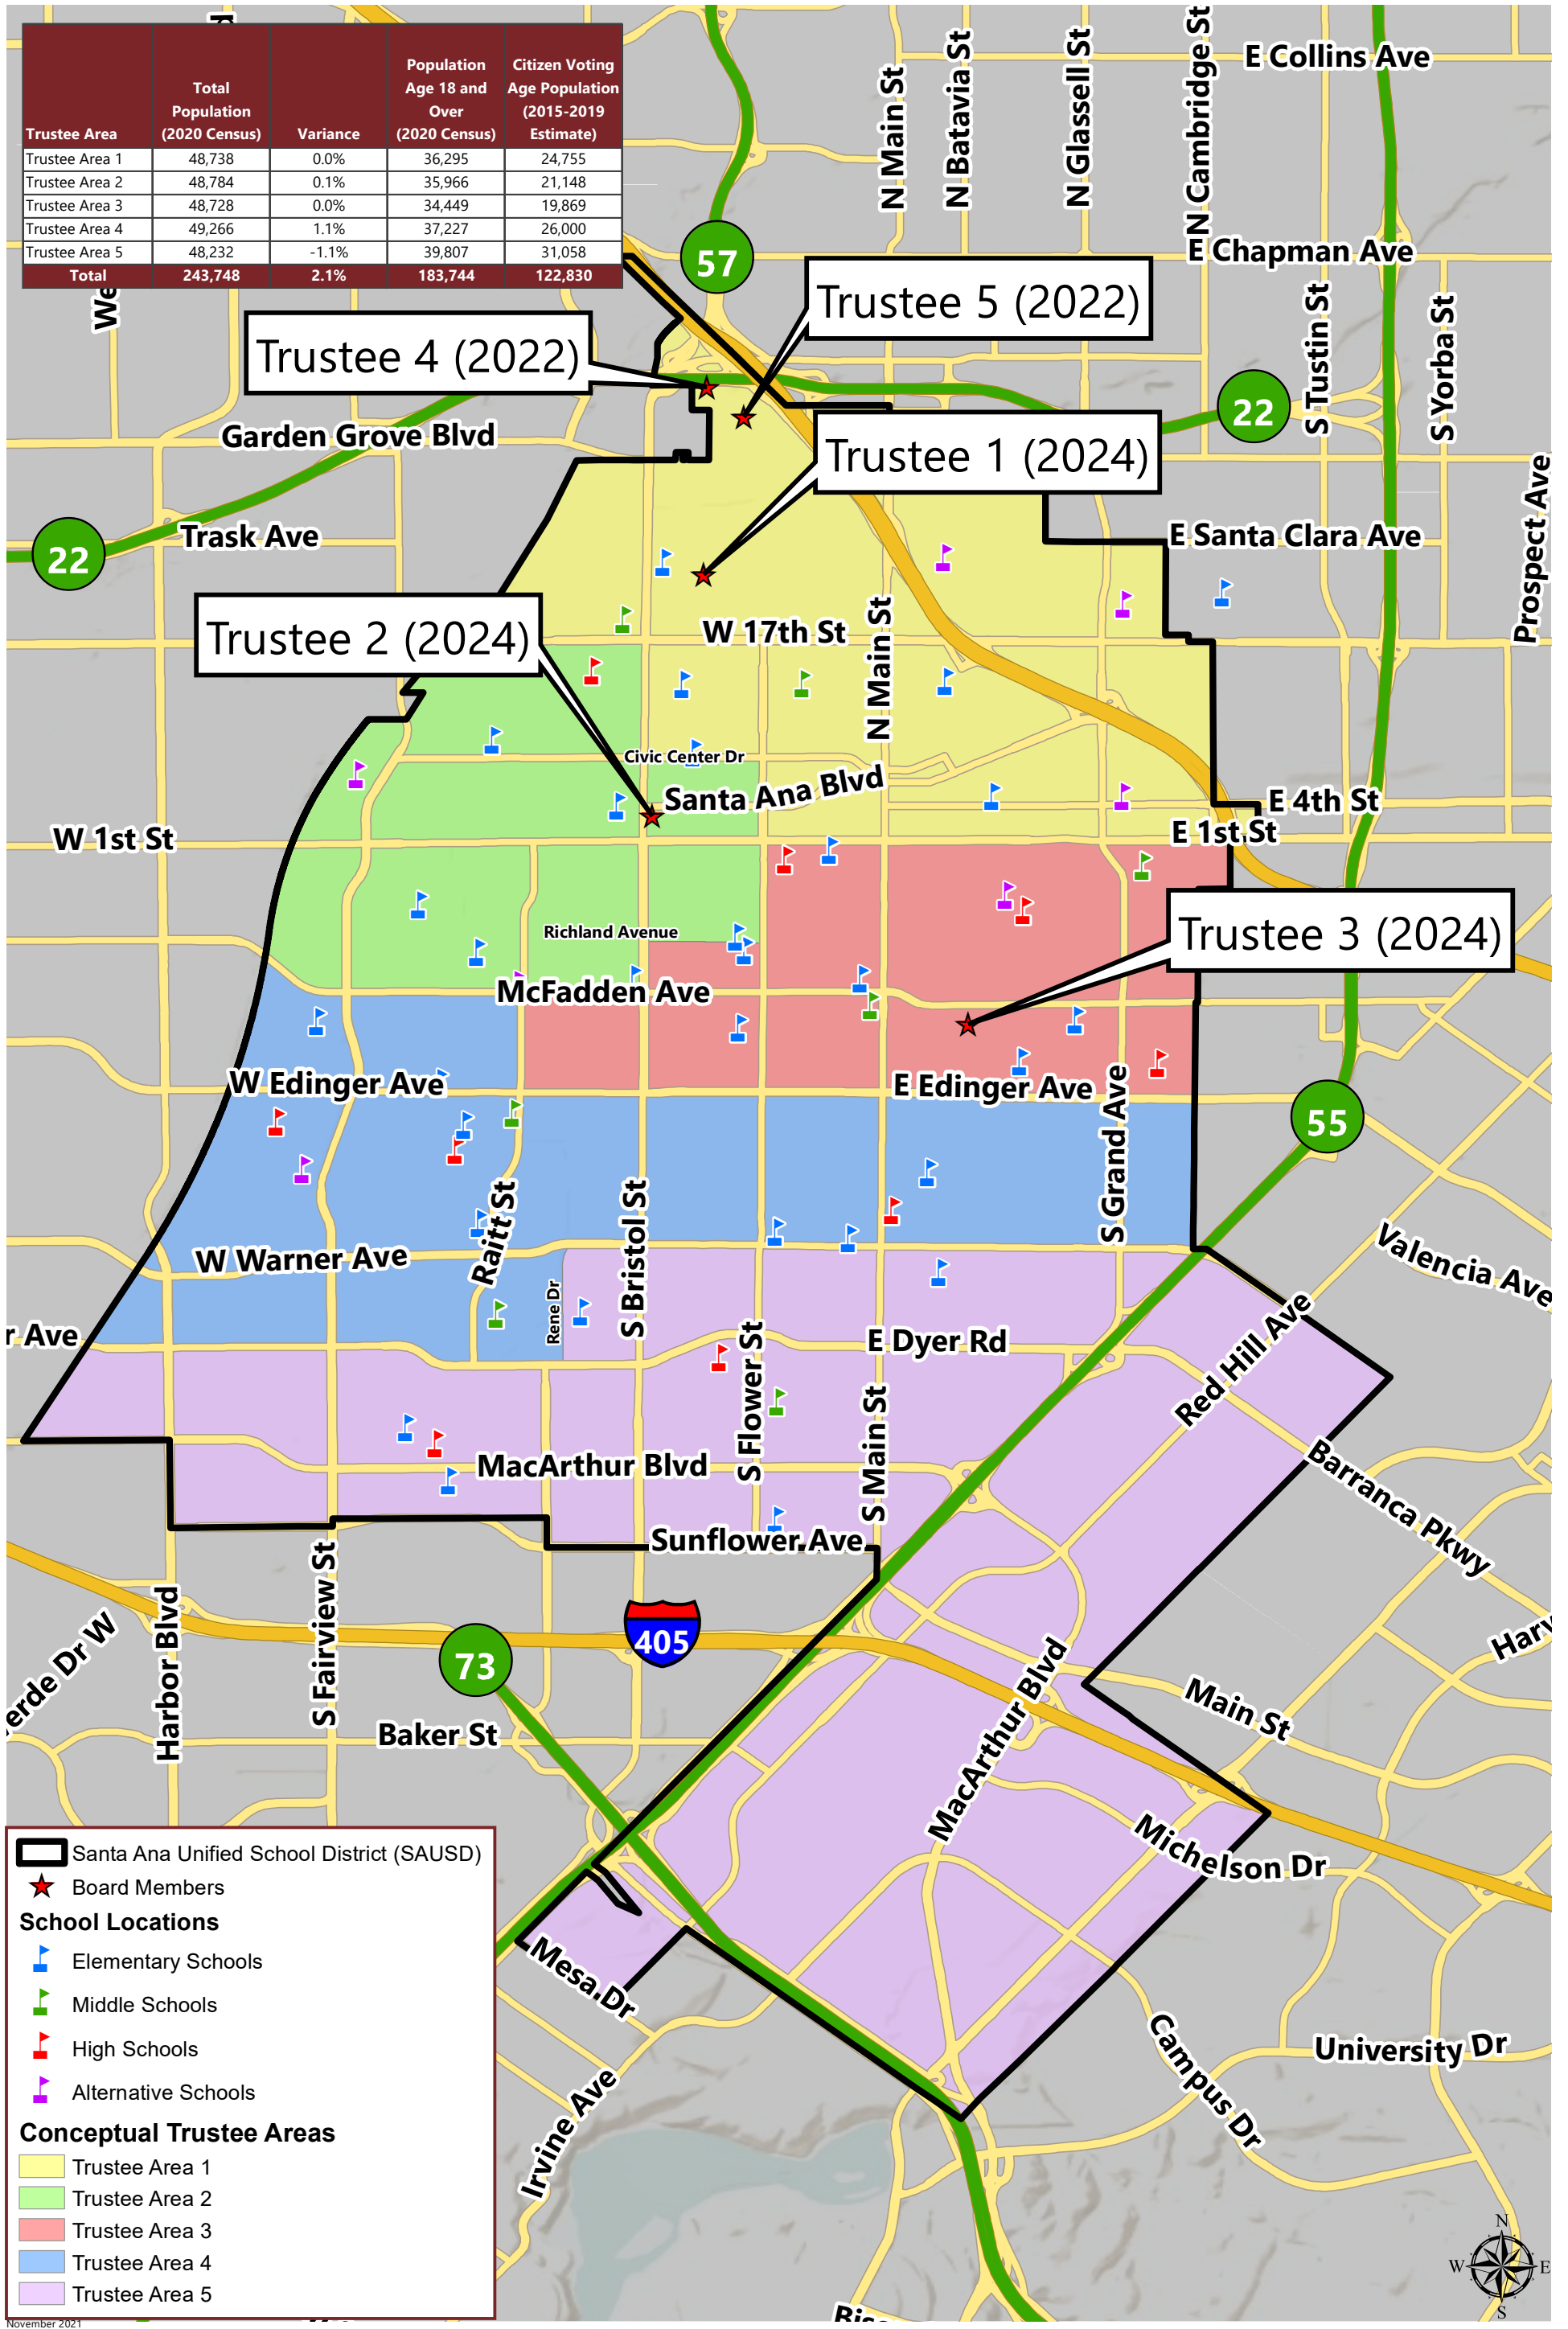 Total
Population
(2020 Census)
Variance
Population
Age 18 and
Over
(2020 Census)
Citizen Voting
Age Population
(2015-2019
Estimate)
Trustee Area
Trustee Area 1 48,738 0.0% 36,295 24,755
Trustee Area 2 48,784 0.1% 35,966 21,148
Trustee Area 3 48,728 0.0% 34,449 19,869
Trustee Area 4 49,266 1.1% 37,227 26,000
Trustee Area 5 48,232 -1.1% 39,807 31,058
Total 243,748 2.1% 183,744 122,830
N Main St
N Batavia St
N Glassell St
N Cambridge St
E Collins Ave
E Chapman Ave
57
Trustee 5 (2022)
Trustee 4 (2022)
S Tustin St
S Yorba St
22
Garden Grove Blvd
Trustee 1 (2024)
Trask Ave
22
E Santa Clara Ave
Prospect Ave
Trustee 2 (2024)
W 17th St
N Main St
Civic Center Dr
Santa Ana Blvd
E 4th St
W 1st St
E 1st St
Richland Avenue
Trustee 3 (2024)
McFadden Ave
W Edinger Ave
E Edinger Ave
55
S Grand Ave
Raitt St
S Bristol St
W Warner Ave
Valencia Ave
Rene Dr
r Ave
E Dyer Rd
Red Hill Ave
S Flower St
S Main St
MacArthur Blvd
Barranca Pkwy
Sunflower Ave
Harbor Blvd
S Fairview St
405
73
erde Dr W
Baker St
MacArthur Blvd
Main St
Harv
Michelson Dr
Mesa Dr
Irvine Ave
Campus Dr
University Dr
Santa Ana Unified School District (SAUSD)
Board Members
School Locations
Elementary Schools
Middle Schools
High Schools
Alternative Schools
Conceptual Trustee Areas
Trustee Area 1
Trustee Area 2
Trustee Area 3
Trustee Area 4
Trustee Area 5
N
W E
S
November 2021